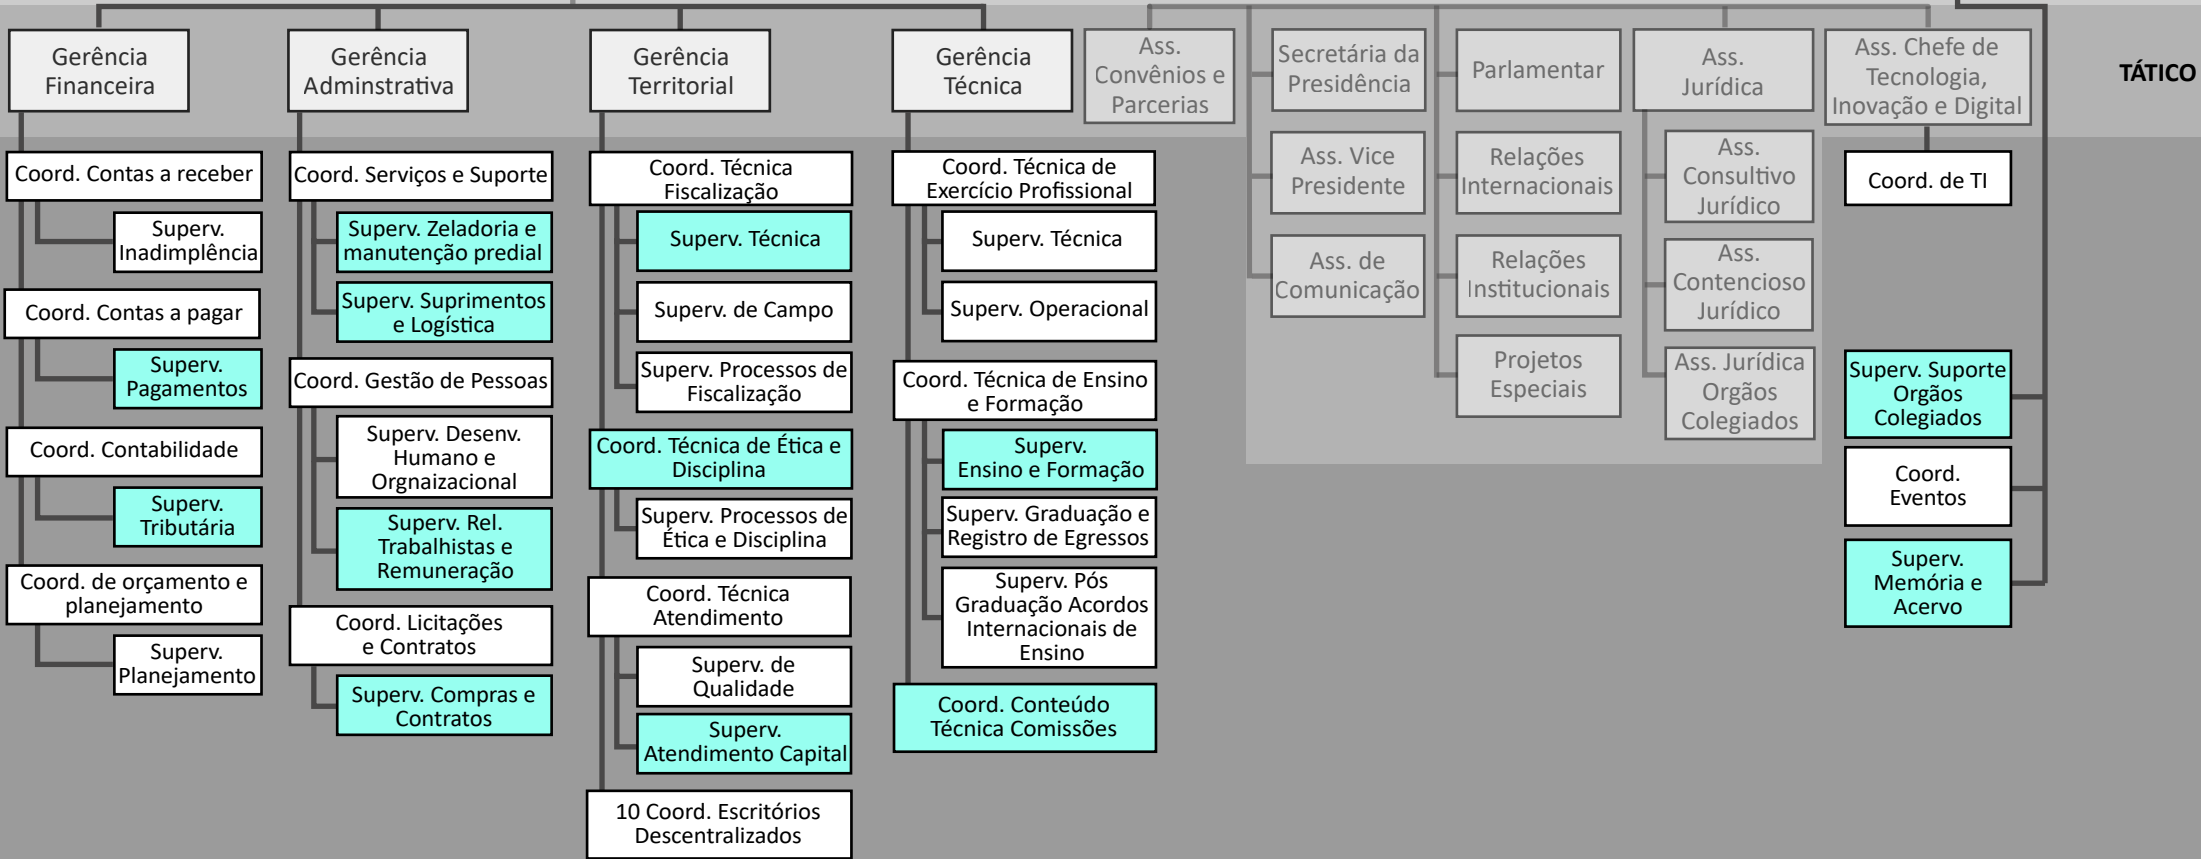 Gerência
Financeira
Gerência
Adminstrativa
Gerência
Territorial
Gerência
Técnica
Ass.
Convênios e
Parcerias
Secretária da
Presidência
Parlamentar
Ass.
Jurídica
Ass. Chefe de
Tecnologia,
Inovação e Digital
TÁTICO
Coord. Contas a receber
Superv.
Inadimplência
Coord. Contas a pagar
Superv.
Pagamentos
Coord. Contabilidade
Superv.
Tributária
Coord. de orçamento e
planejamento
Superv.
Planejamento
Coord. Serviços e Suporte
Superv. Zeladoria e
manutenção predial
Superv. Suprimentos
e Logística
Coord. Gestão de Pessoas
Superv. Desenv.
Humano e
Orgnaizacional
Superv. Rel.
Trabalhistas e
Remuneração
Coord. Licitações
e Contratos
Superv. Compras e
Contratos
Coord. Técnica
Fiscalização
Superv. Técnica
Superv. de Campo
Superv. Processos de
Fiscalização
Coord. Técnica de Ética e
Disciplina
Superv. Processos de
Ética e Disciplina
Coord. Técnica
Atendimento
Superv. de
Qualidade
Superv.
Atendimento Capital
10 Coord. Escritórios
Descentralizados
Coord. Técnica de
Exercício Profissional
Superv. Técnica
Superv. Operacional
Coord. Técnica de Ensino
e Formação
Superv.
Ensino e Formação
Superv. Graduação e
Registro de Egressos
Superv. Pós
Graduação Acordos
Internacionais de
Ensino
Coord. Conteúdo
Técnica Comissões
Ass. Vice
Presidente
Ass. de
Comunicação
Relações
Internacionais
Relações
Institucionais
Projetos
Especiais
Ass.
Consultivo
Jurídico
Ass.
Contencioso
Jurídico
Ass. Jurídica
Orgãos
Colegiados
Coord. de TI
Superv. Suporte
Orgãos
Colegiados
Coord.
Eventos
Superv.
Memória e
Acervo